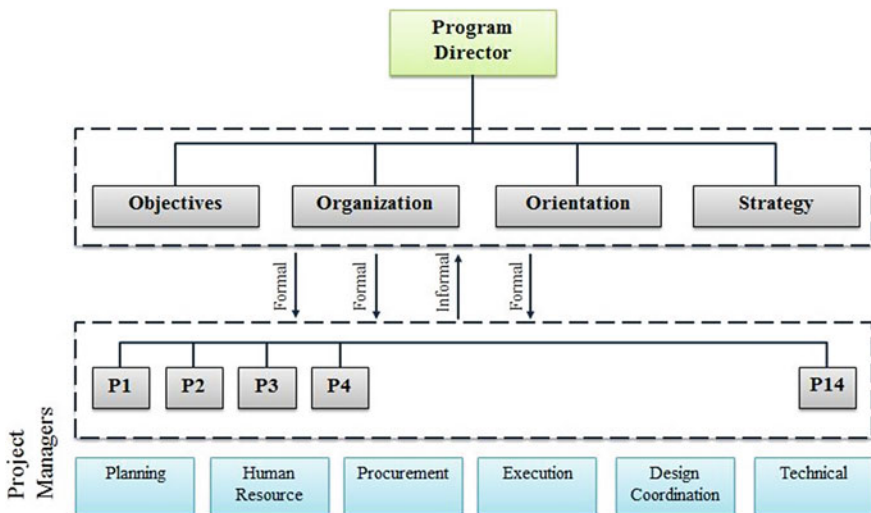 Program
Director
Objectives
Organization
Orientation
Strategy
Formal
Formal
Informal
Formal
P1
P2
P3
P4
P14
Project
Managers
Planning
Human
Resource
Procurement
Execution
Design
Coordination
Technical